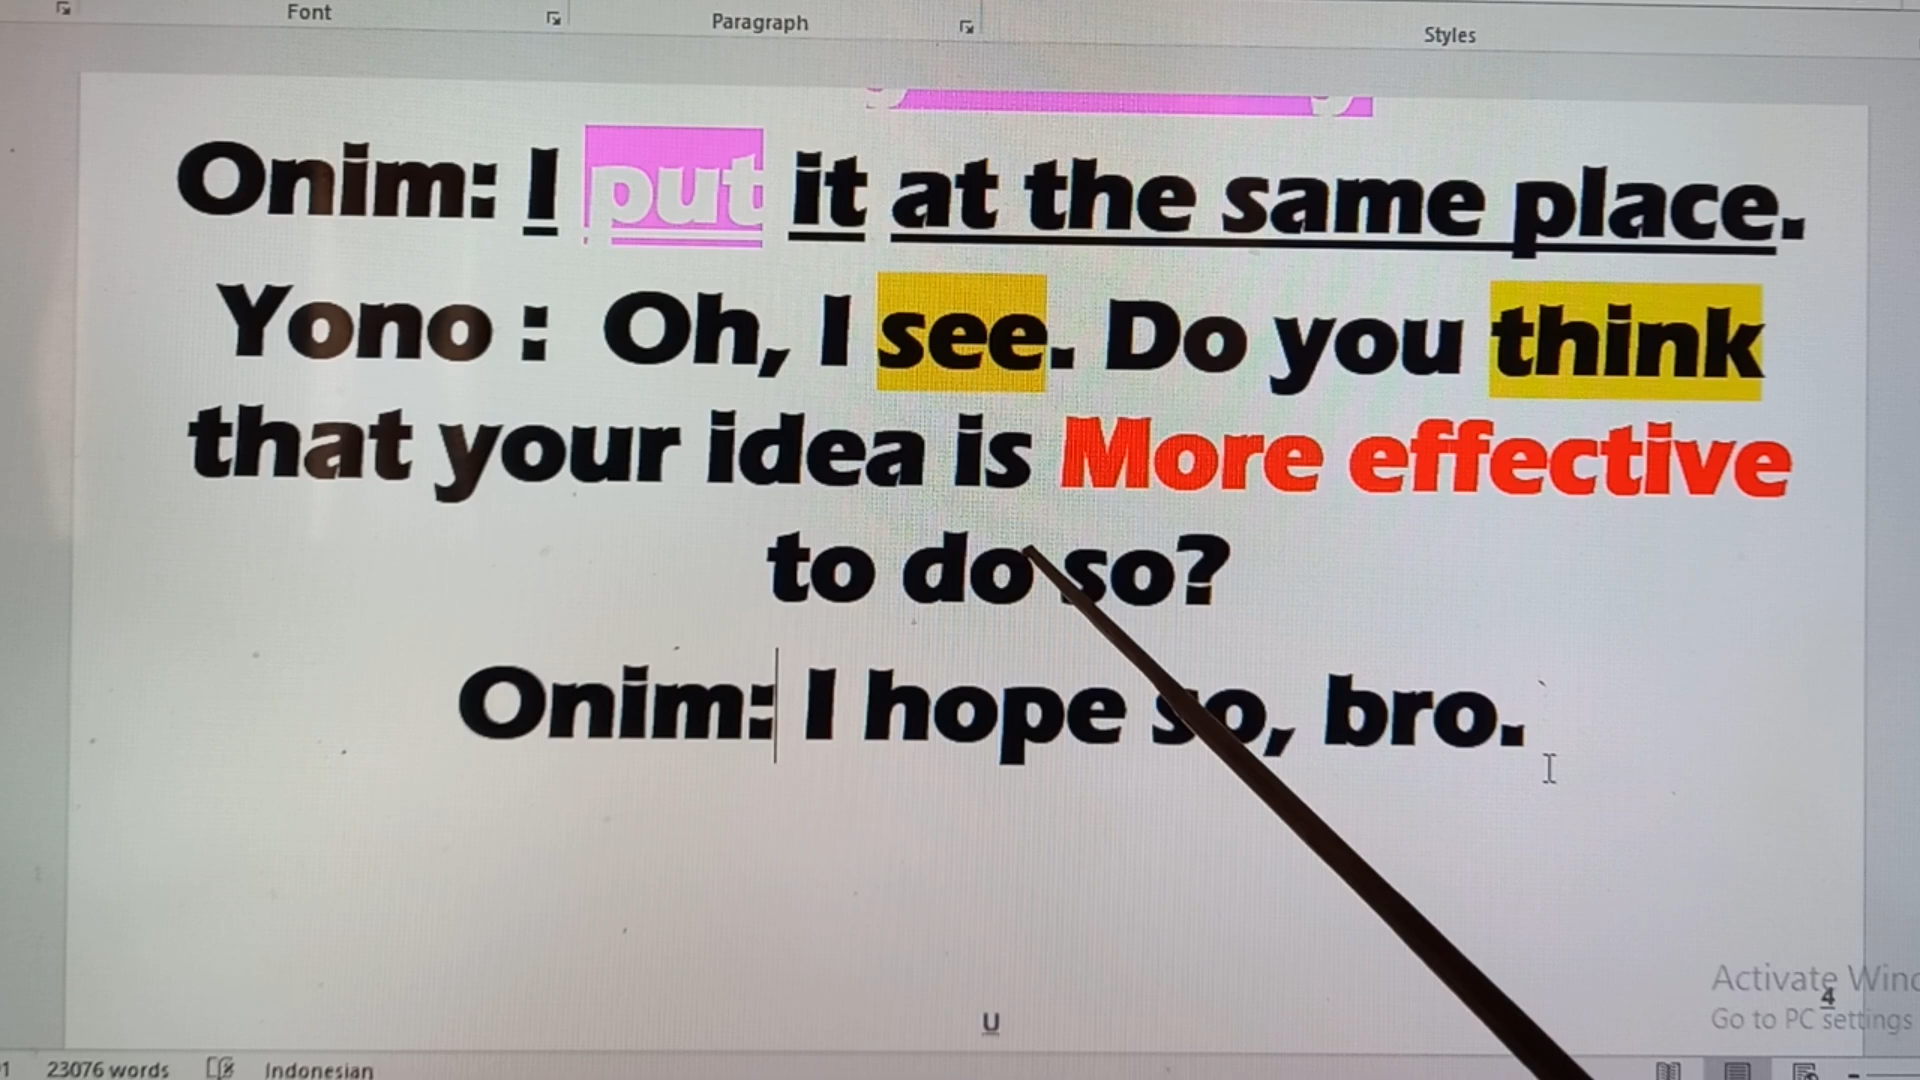 Font Paragraph Styles
Onim: I put it at the same place.
Yono : Oh, I see. Do you think
that your idea is More effective
to do so?
Onim: I hope so, bro.
Activate Wind
4
Go to PC settings
U
23076 words Indonesian